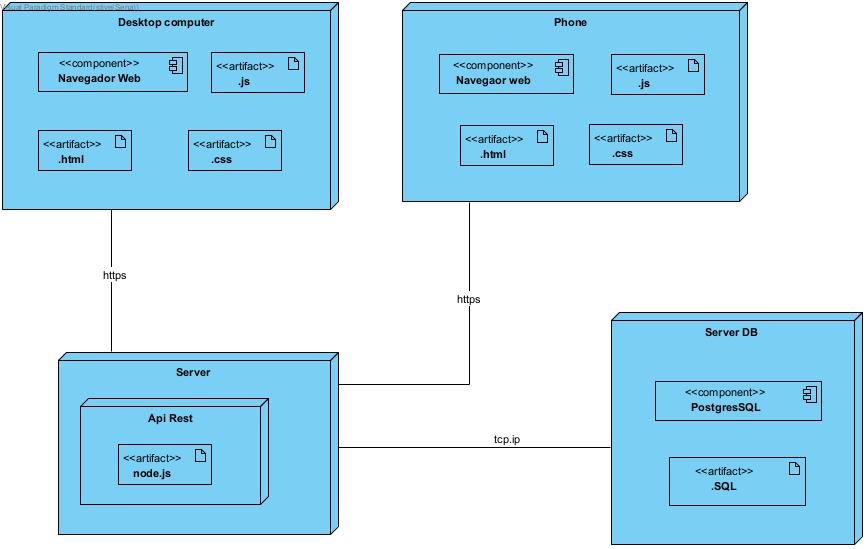 Visual Paradigm Standard(sliver(Sena))
Desktop computer
<<component>>
Navegador Web
<<artifact>>
.js
<<artifact>>
.html
<<artifact>>
.css
Phone
<<component>>
Navegaor web
<<artifact>>
.js
<<artifact>>
.html
<<artifact>>
.css
https
https
Server
Api Rest
<<artifact>>
node.js
tcp.ip
Server DB
<<component>>
PostgresSQL
<<artifact>>
.SQL